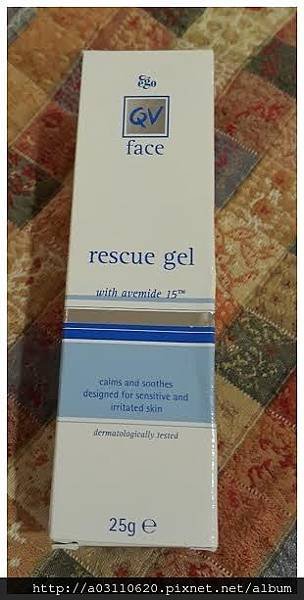 ego
QV
face
rescue gel
with avemide 15™
calms and soothes
designed for sensitive and
irritated skin
dermatologically tested
25g ℮
http://a03110620.pixnet.net/album